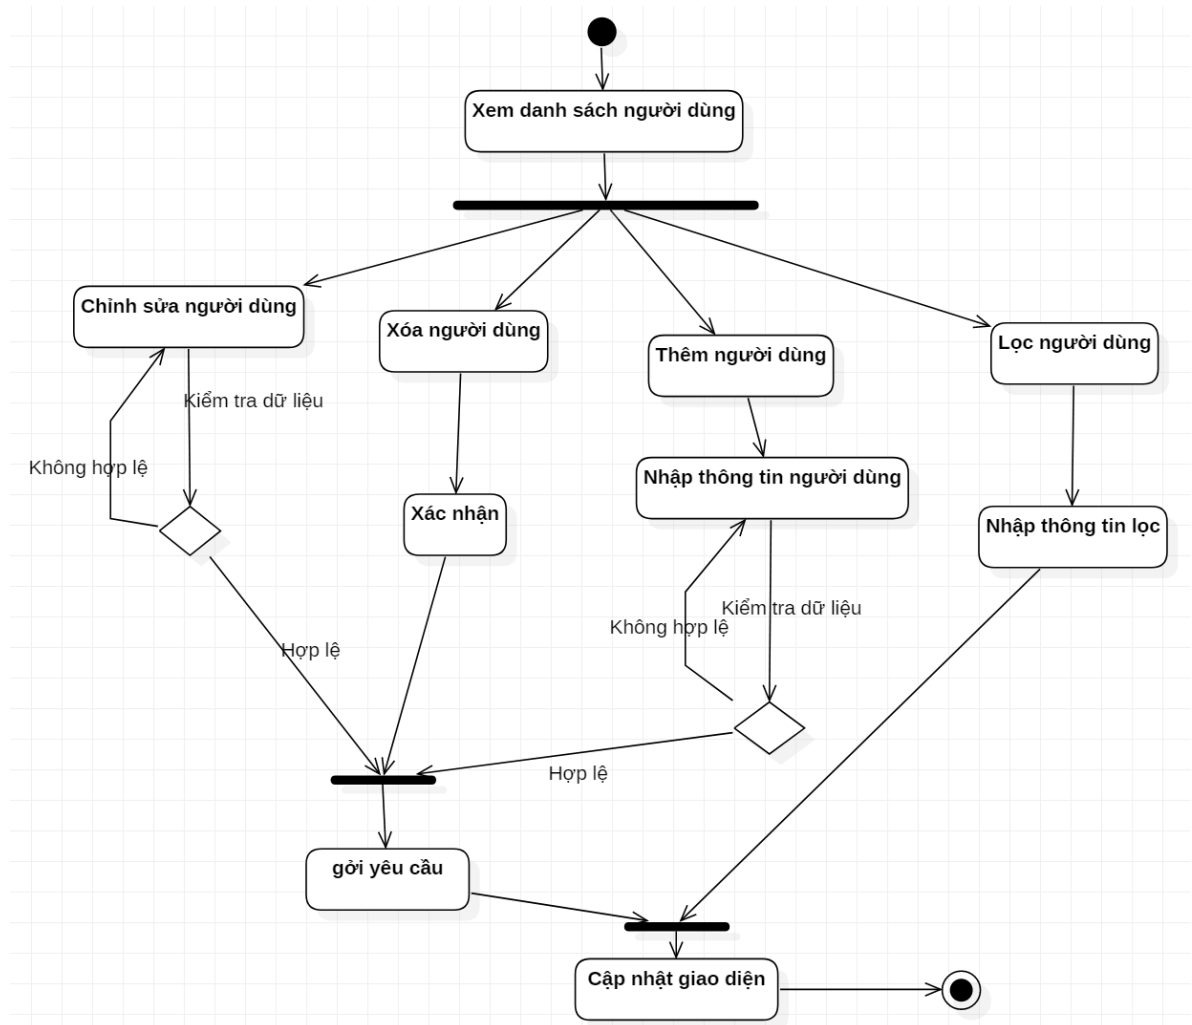 Xem danh sách người dùng
Chỉnh sửa người dùng
Xóa người dùng
Thêm người dùng
Lọc người dùng
Kiểm tra dữ liệu
Không hợp lệ
Xác nhận
Nhập thông tin người dùng
Nhập thông tin lọc
Kiểm tra dữ liệu
Không hợp lệ
Hợp lệ
Hợp lệ
gởi yêu cầu
Cập nhật giao diện